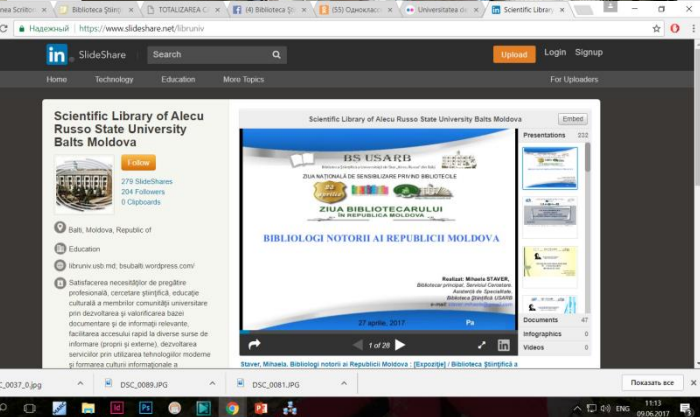 nea Scriitor
Biblioteca Științ
TOTALIZAREA C
(4) Biblioteca Ș
(55) Однокласс
Universitatea de
Scientific Library
Надежный
https://www.slideshare.net/libruniv
in SlideShare
Search
Upload
Login
Signup
Home
Technology
Education
More Topics
For Uploaders
Scientific Library of Alecu
Russo State University
Balts Moldova
Follow
279 SlideShares
204 Followers
0 Clipboards
Balti, Moldova, Republic of
Education
libruniv.usb.md; bsubalti.wordpress.com/
Satisfacerea necesităților de pregătire
profesională, cercetare științifică, educație
culturală a membrilor comunității universitare
prin dezvoltarea și valorificarea bazei
documentare și de informații relevante,
facilitarea accesului rapid la diverse surse de
informare (proprii și externe), dezvoltarea
serviciilor prin utilizarea tehnologiilor moderne
și formarea culturii informaționale a
Scientific Library of Alecu Russo State University Balts Moldova
Embed
BS USARB
ZIUA NAȚIONALĂ DE SENSIBILIZARE PRIVIND BIBLIOTECILE
ZIUA BIBLIOTECARULUI
ÎN REPUBLICA MOLDOVA
BIBLIOLOGI NOTORII AI REPUBLICII MOLDOVA
Realizat: Mihaela STAVER,
Bibliotecar principal, Serviciul Cercetare.
Asistență de Specialitate,
Biblioteca Științifică USARB
e-mail:
27 aprilie, 2017
Pa
1 of 28
Presentations 232
Documents 47
Infographics 0
Videos 0
Staver, Mihaela. Bibliologi notorii ai Republicii Moldova : [Expoziție] / Biblioteca Științifică a
C_0037_0.jpg
DSC_0089.JPG
DSC_0081.JPG
Показать все
ENG
11:13
09.06.2017